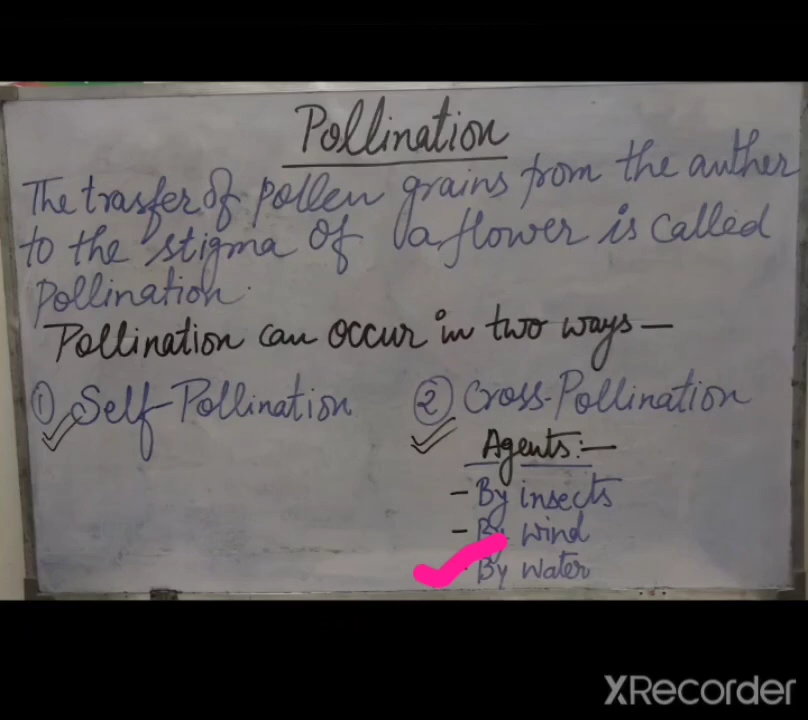 Pollination
The trasfer of pollen grains from the anther
to the stigma of a flower is called
Pollination.
Pollination can occur in two ways —
① Self-Pollination ② Cross-Pollination
Agents:—
- By insects
- By wind
- By water
XRecorder